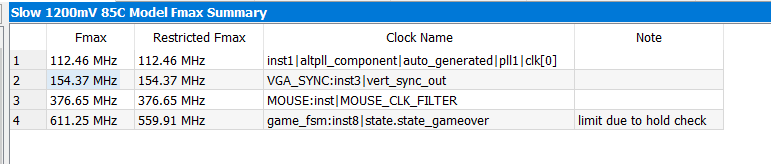 Slow 1200mV 85C Model Fmax Summary
Fmax Restricted Fmax Clock Name Note
1 112.46 MHz 112.46 MHz inst1|altpll_component|auto_generated|pll1|clk[0]
2 154.37 MHz 154.37 MHz VGA_SYNC:inst3|vert_sync_out
3 376.65 MHz 376.65 MHz MOUSE:inst|MOUSE_CLK_FILTER
4 611.25 MHz 559.91 MHz game_fsm:inst8|state.state_gameover limit due to hold check